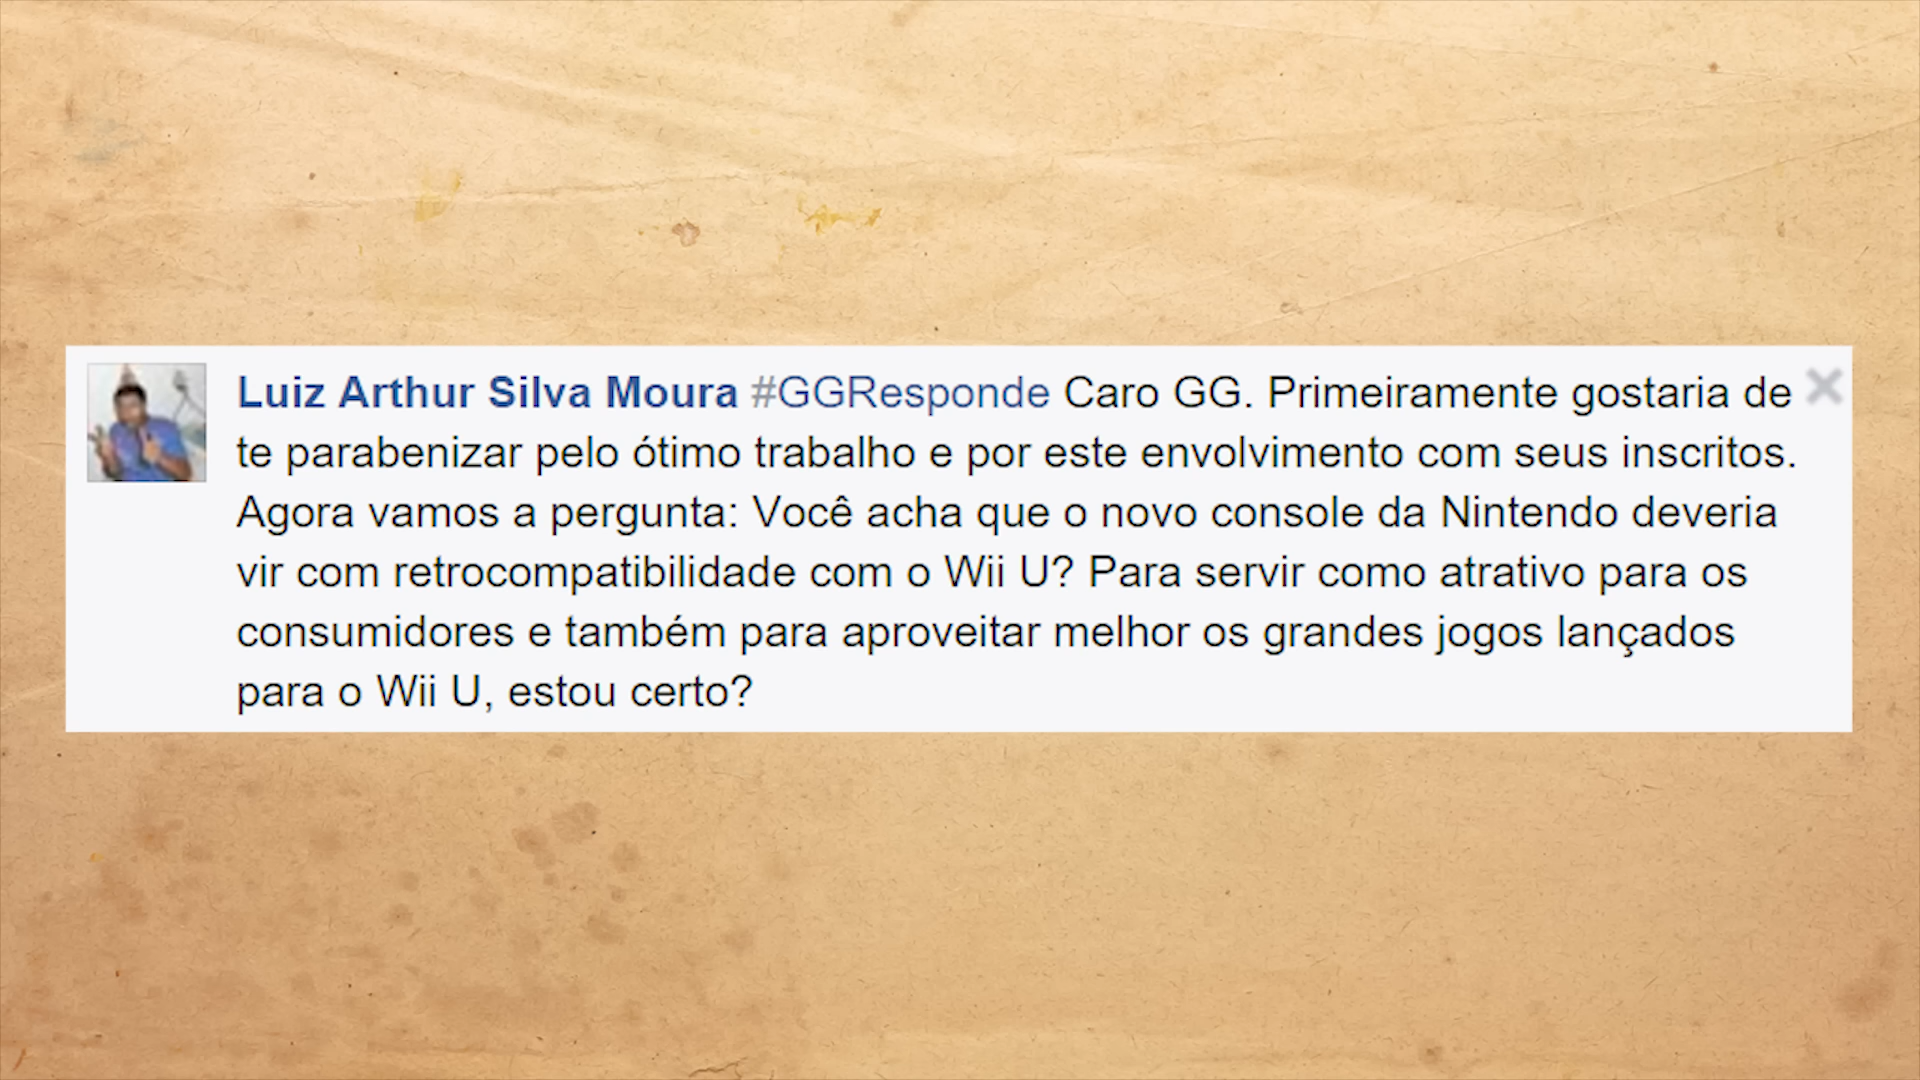 Luiz Arthur Silva Moura #GGResponde Caro GG. Primeiramente gostaria de
te parabenizar pelo ótimo trabalho e por este envolvimento com seus inscritos.
Agora vamos a pergunta: Você acha que o novo console da Nintendo deveria
vir com retrocompatibilidade com o Wii U? Para servir como atrativo para os
consumidores e também para aproveitar melhor os grandes jogos lançados
para o Wii U, estou certo?